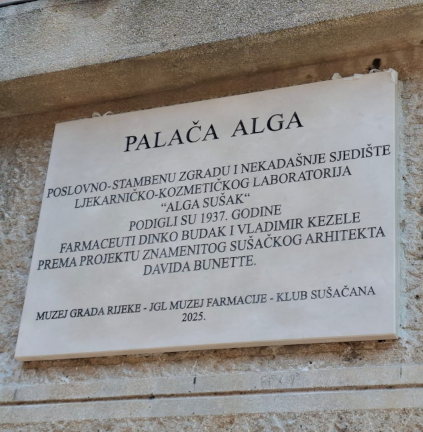 PALAČA ALGA
POSLOVNO-STAMBENU ZGRADU I NEKADAŠNJE SJEDIŠTE
LJEKARNIČKO-KOZMETIČKOG LABORATORIJA
“ALGA SUŠAK“
PODIGLI SU 1937. GODINE
FARMACEUTI DINKO BUDAK I VLADIMIR KEZELE
PREMA PROJEKTU ZNAMENITOG SUŠAČKOG ARHITEKTA
DAVIDA BUNETTE.
MUZEJ GRADA RIJEKE - JGL MUZEJ FARMACIJE - KLUB SUŠAČANA
2025.